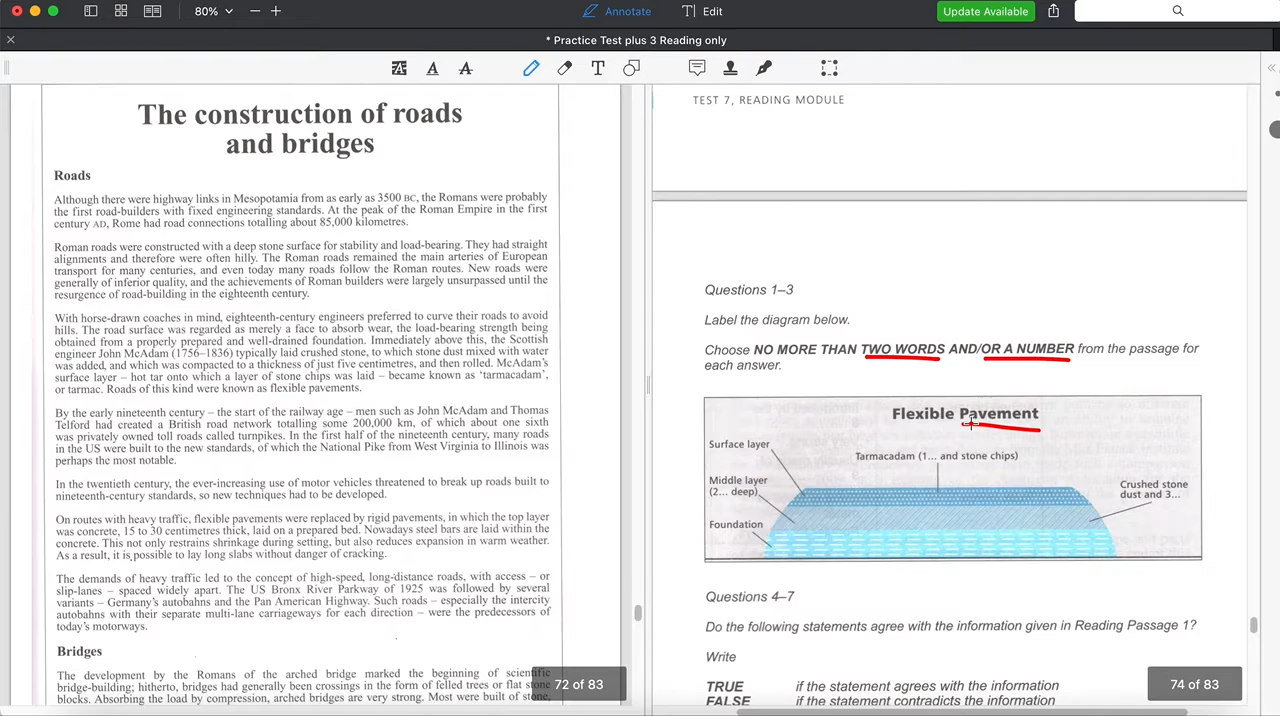 80%
Annotate
Edit
Update Available
* Practice Test plus 3 Reading only
The construction of roads
and bridges
Roads
Although there were highway links in Mesopotamia from as early as 3500 BC, the Romans were probably
the first road-builders with fixed engineering standards. At the peak of the Roman Empire in the first
century AD, Rome had road connections totalling about 85,000 kilometres.
Roman roads were constructed with a deep stone surface for stability and load-bearing. They had straight
alignments and therefore were often hilly. The Roman roads remained the main arteries of European
transport for many centuries, and even today many roads follow the Roman routes. New roads were
generally of inferior quality, and the achievements of Roman builders were largely unsurpassed until the
resurgence of road-building in the eighteenth century.
With horse-drawn coaches in mind, eighteenth-century engineers preferred to curve their roads to avoid
hills. The road surface was regarded as merely a face to absorb wear, the load-bearing strength being
obtained from a properly prepared and well-drained foundation. Immediately above this, the Scottish
engineer John McAdam (1756–1836) typically laid crushed stone, to which stone dust mixed with water
was added, and which was compacted to a thickness of just five centimetres, and then rolled. McAdam's
surface layer – hot tar onto which a layer of stone chips was laid – became known as 'tarmacadam',
or tarmac. Roads of this kind were known as flexible pavements.
By the early nineteenth century – the start of the railway age – men such as John McAdam and Thomas
Telford had created a British road network totalling some 200,000 km, of which about one sixth
was privately owned toll roads called turnpikes. In the first half of the nineteenth century, many roads
in the US were built to the new standards, of which the National Pike from West Virginia to Illinois was
perhaps the most notable.
In the twentieth century, the ever-increasing use of motor vehicles threatened to break up roads built to
nineteenth-century standards, so new techniques had to be developed.
On routes with heavy traffic, flexible pavements were replaced by rigid pavements, in which the top layer
was concrete, 15 to 30 centimetres thick, laid on a prepared bed. Nowadays steel bars are laid within the
concrete. This not only restrains shrinkage during setting, but also reduces expansion in warm weather.
As a result, it is possible to lay long slabs without danger of cracking.
The demands of heavy traffic led to the concept of high-speed, long-distance roads, with access – or
slip-lanes – spaced widely apart. The US Bronx River Parkway of 1925 was followed by several
variants – Germany's autobahns and the Pan American Highway. Such roads – especially the intercity
autobahns with their separate multi-lane carriageways for each direction – were the predecessors of
today's motorways.
Bridges
The development by the Romans of the arched bridge marked the beginning of scientific
bridge-building; hitherto, bridges had generally been crossings in the form of felled trees or flat stone
blocks. Absorbing the load by compression, arched bridges are very strong. Most were built of stone,
72 of 83
TEST 7, READING MODULE
Questions 1–3
Label the diagram below.
Choose NO MORE THAN TWO WORDS AND/OR A NUMBER from the passage for
each answer.
Flexible Pavement
Surface layer
Tarmacadam (1... and stone chips)
Middle layer
(2... deep)
Crushed stone
dust and 3...
Foundation
Questions 4–7
Do the following statements agree with the information given in Reading Passage 1?
Write
TRUE if the statement agrees with the information
FALSE if the statement contradicts the information
74 of 83